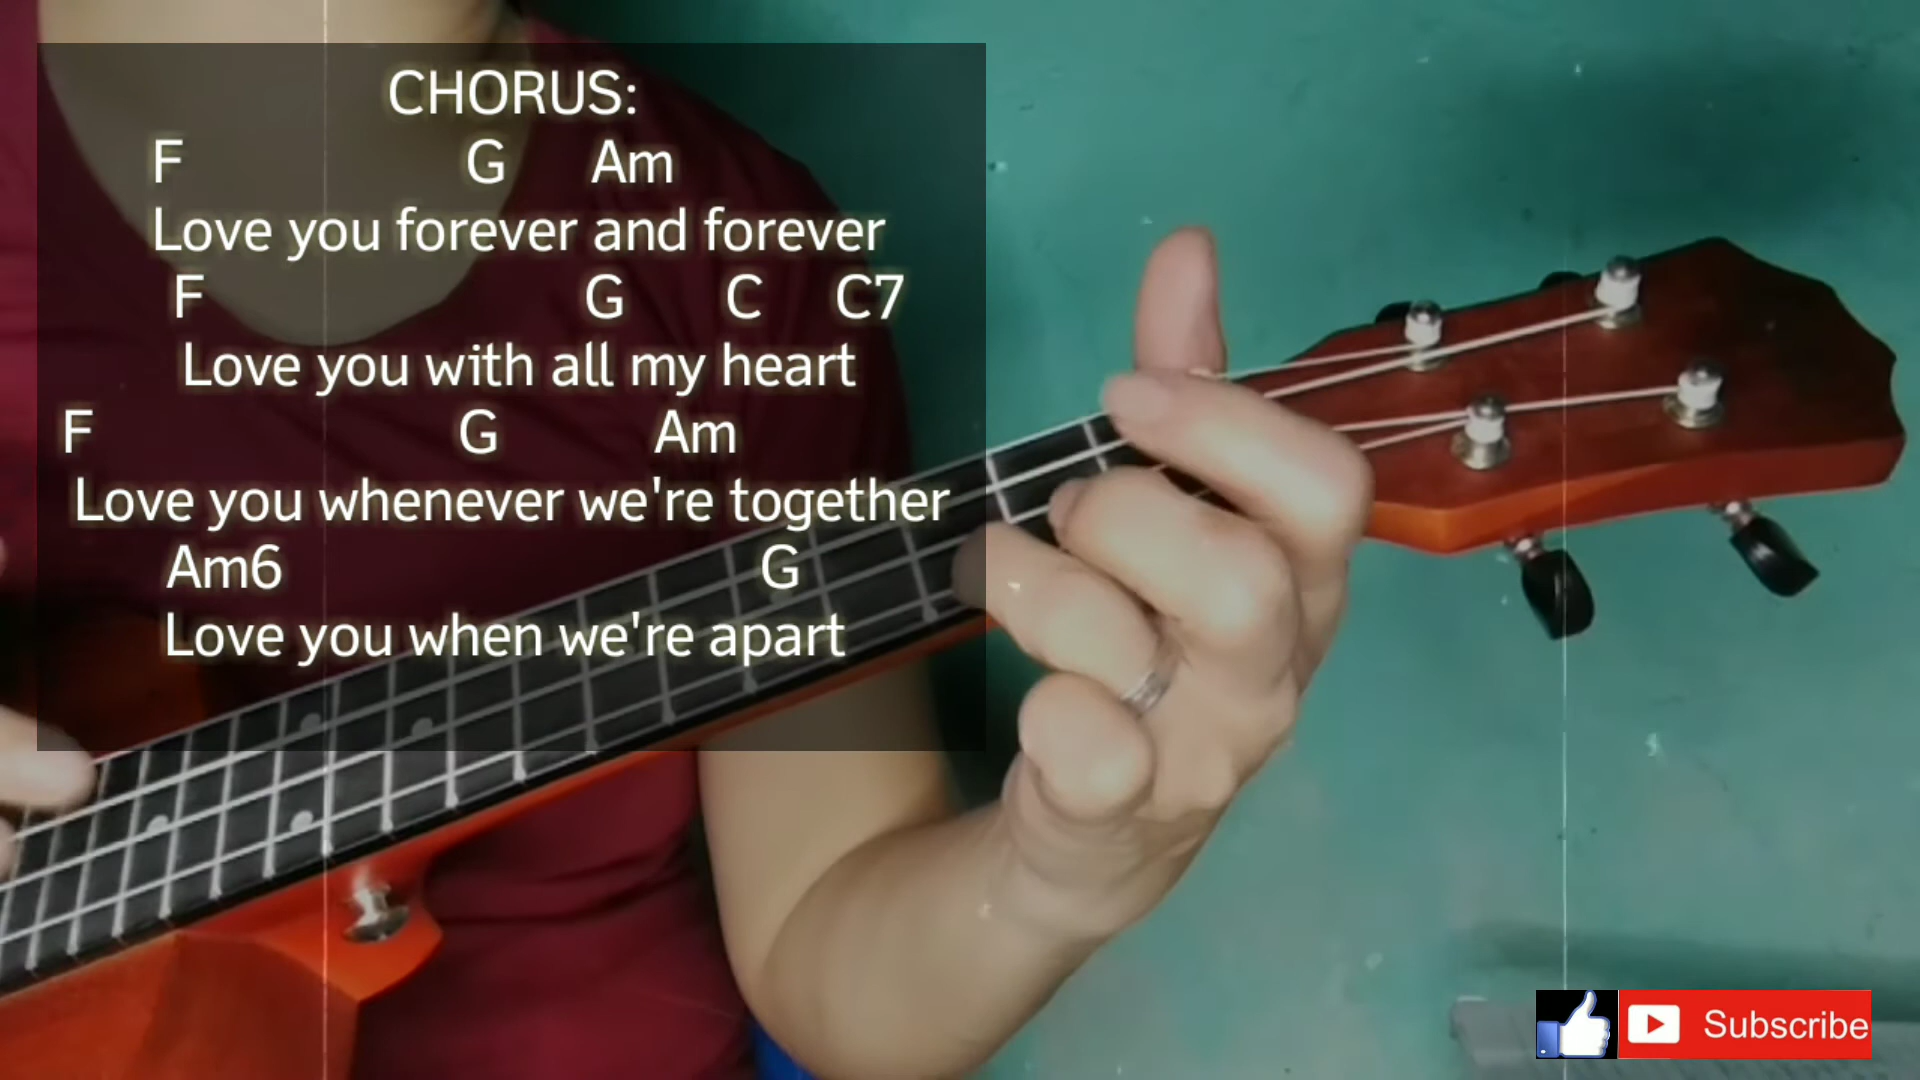 CHORUS:
F G Am
Love you forever and forever
F G C C7
Love you with all my heart
F G Am
Love you whenever we're together
Am6 G
Love you when we're apart
Subscribe